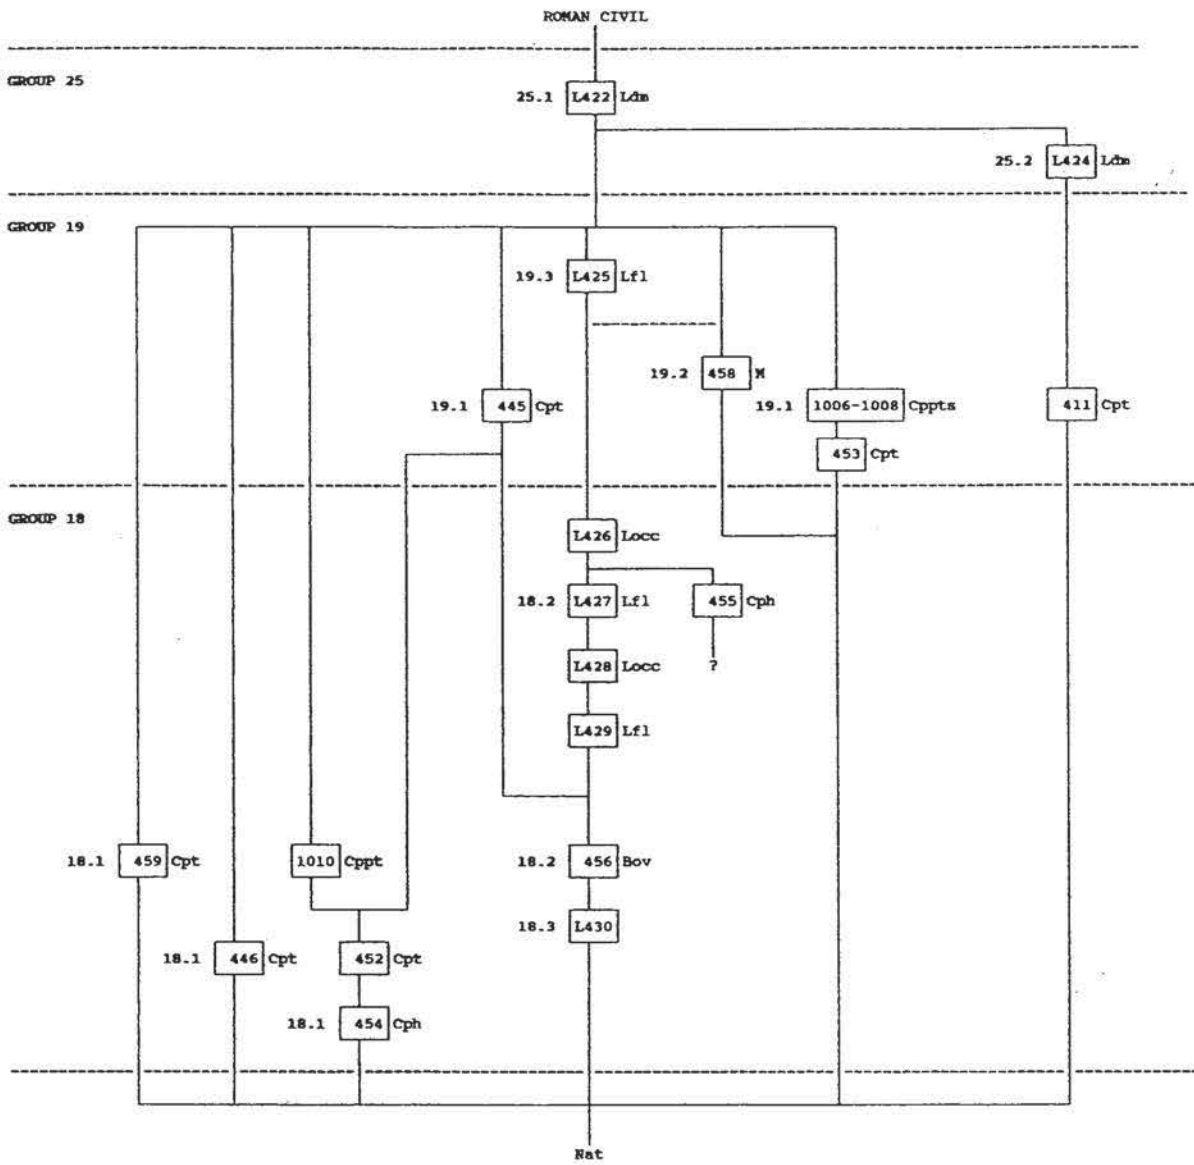 ROMAN CIVIL
GROUP 25
25.1 L422 Ldm
25.2 L424 Ldm
GROUP 19
19.3 L425 Lfl
19.2 458 M
19.1 445 Cpt
19.1 1006-1008 Cppts
411 Cpt
453 Cpt
GROUP 18
L426 Locc
18.2 L427 Lfl
455 Cph
L428 Locc
?
L429 Lfl
18.1 459 Cpt
1010 Cppt
18.2 456 Bov
18.3 L430
18.1 446 Cpt
452 Cpt
18.1 454 Cph
Nat